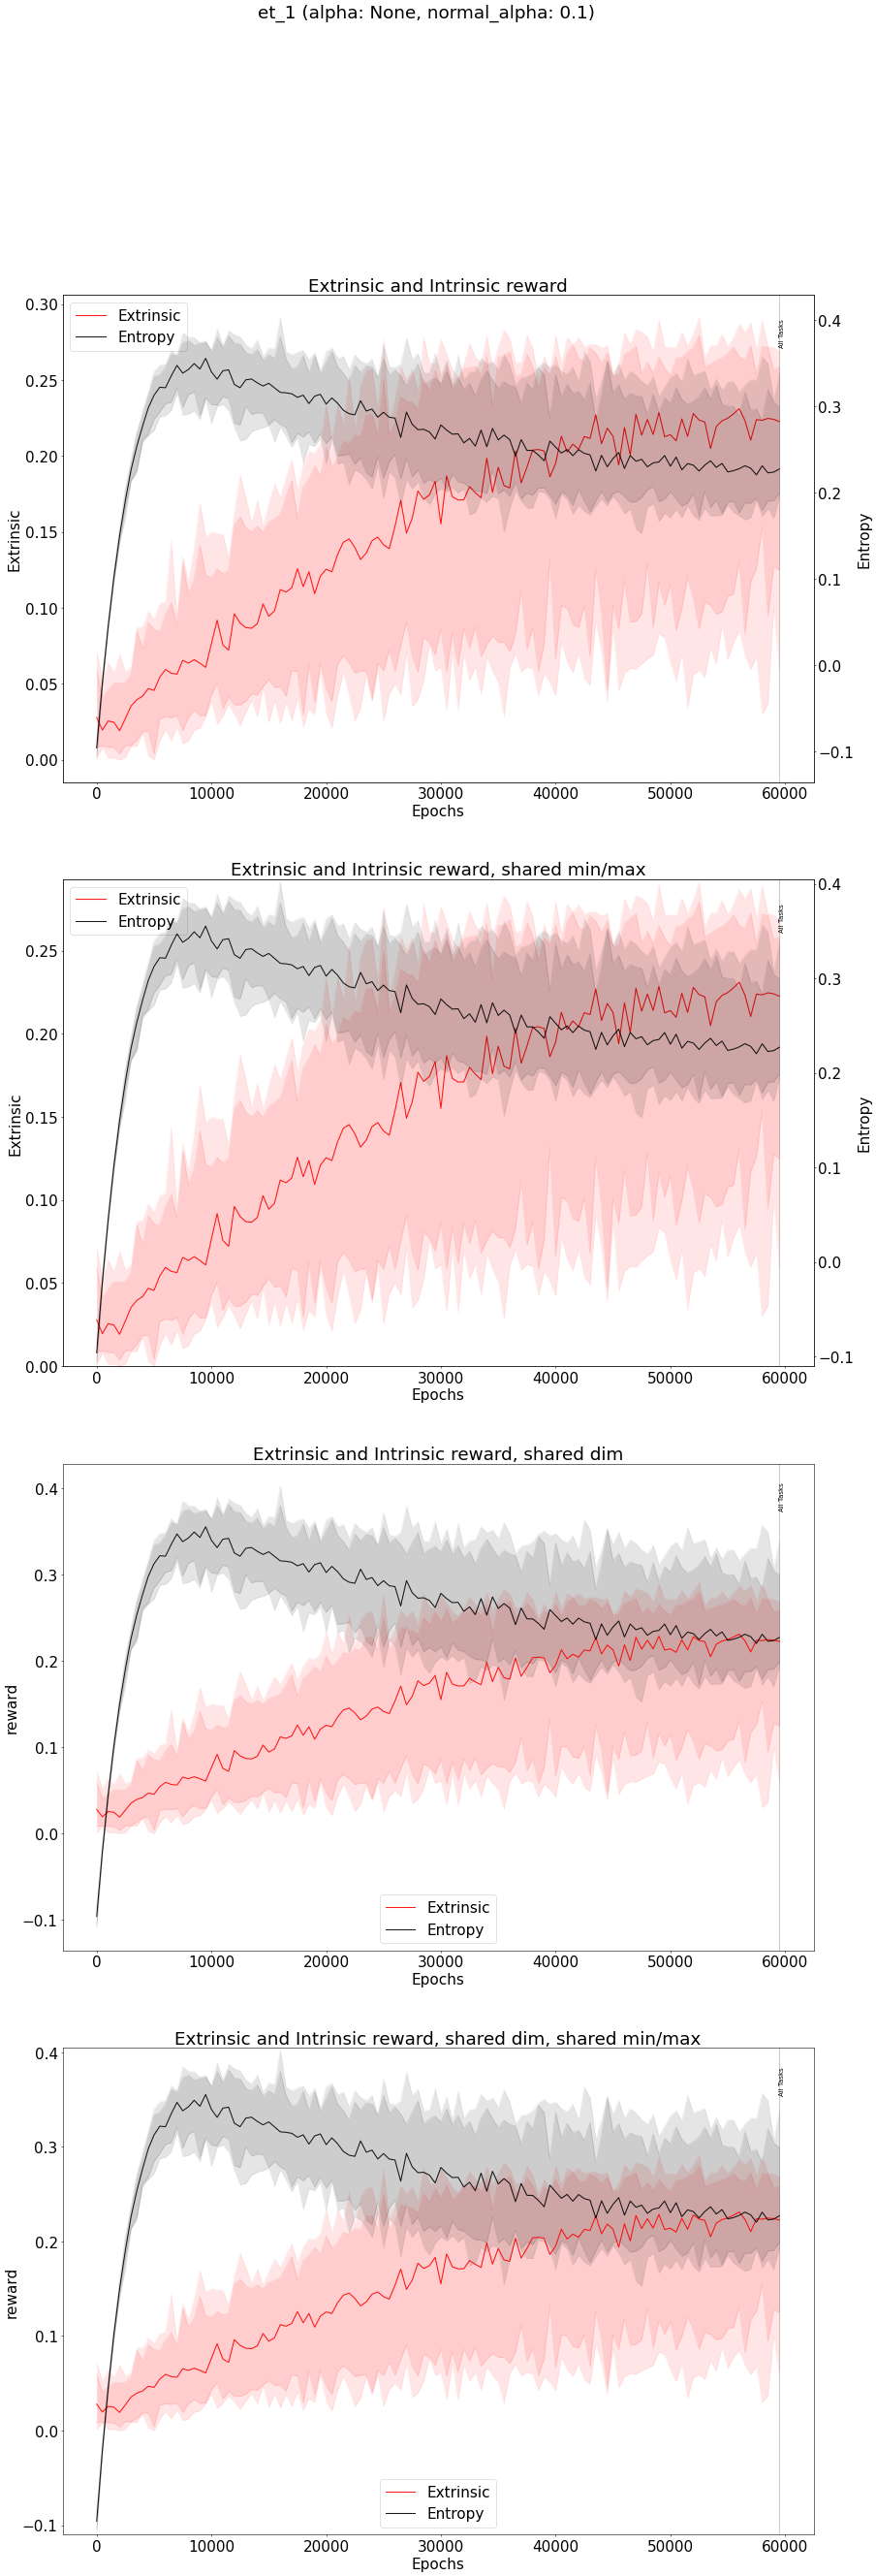 et_1 (alpha: None, normal_alpha: 0.1)
Extrinsic and Intrinsic reward
Extrinsic
Entropy
All Tasks
0.30
0.25
0.20
0.15
0.10
0.05
0.00
Extrinsic
0.4
0.3
0.2
0.1
0.0
−0.1
Entropy
0 10000 20000 30000 40000 50000 60000
Epochs
Extrinsic and Intrinsic reward, shared min/max
Extrinsic
Entropy
All Tasks
0.25
0.20
0.15
0.10
0.05
0.00
Extrinsic
0.4
0.3
0.2
0.1
0.0
−0.1
Entropy
0 10000 20000 30000 40000 50000 60000
Epochs
Extrinsic and Intrinsic reward, shared dim
All Tasks
0.4
0.3
0.2
0.1
0.0
−0.1
reward
Extrinsic
Entropy
0 10000 20000 30000 40000 50000 60000
Epochs
Extrinsic and Intrinsic reward, shared dim, shared min/max
All Tasks
0.4
0.3
0.2
0.1
0.0
−0.1
reward
Extrinsic
Entropy
0 10000 20000 30000 40000 50000 60000
Epochs